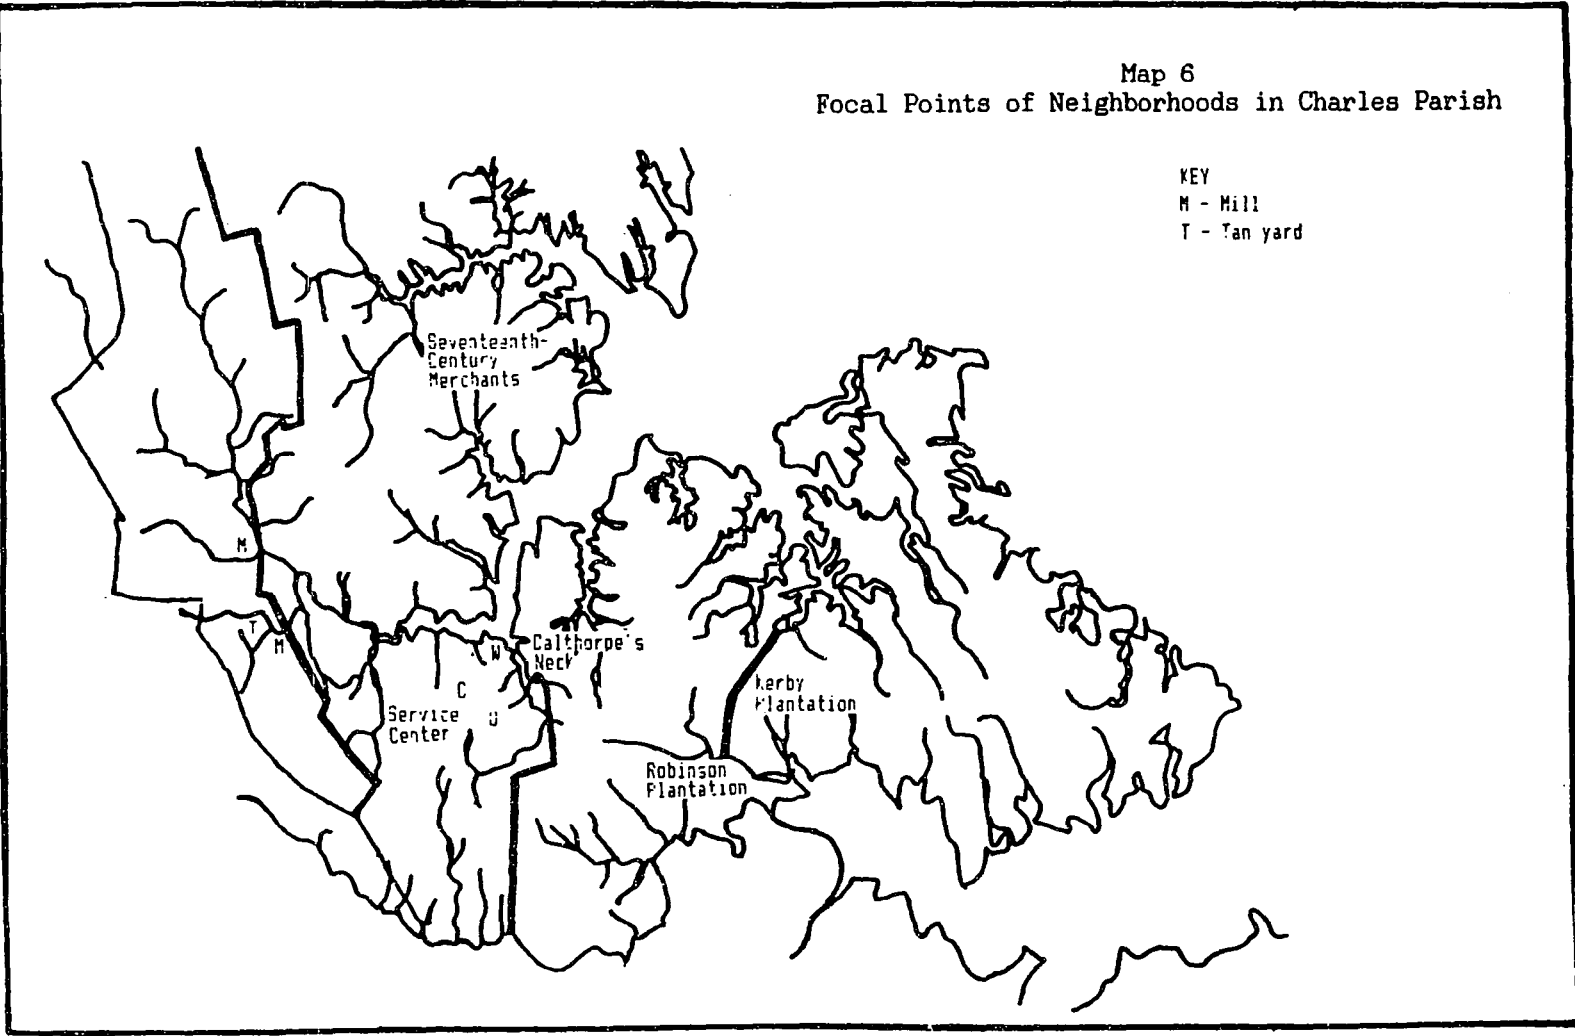 Map 6
Focal Points of Neighborhoods in Charles Parish
KEY
M - Mill
T - Tan yard
Seventeenth-
Century
Merchants
M
T
M
W
Calthorpe's
Neck
C
U
Service
Center
Kerby
Plantation
Robinson
Plantation